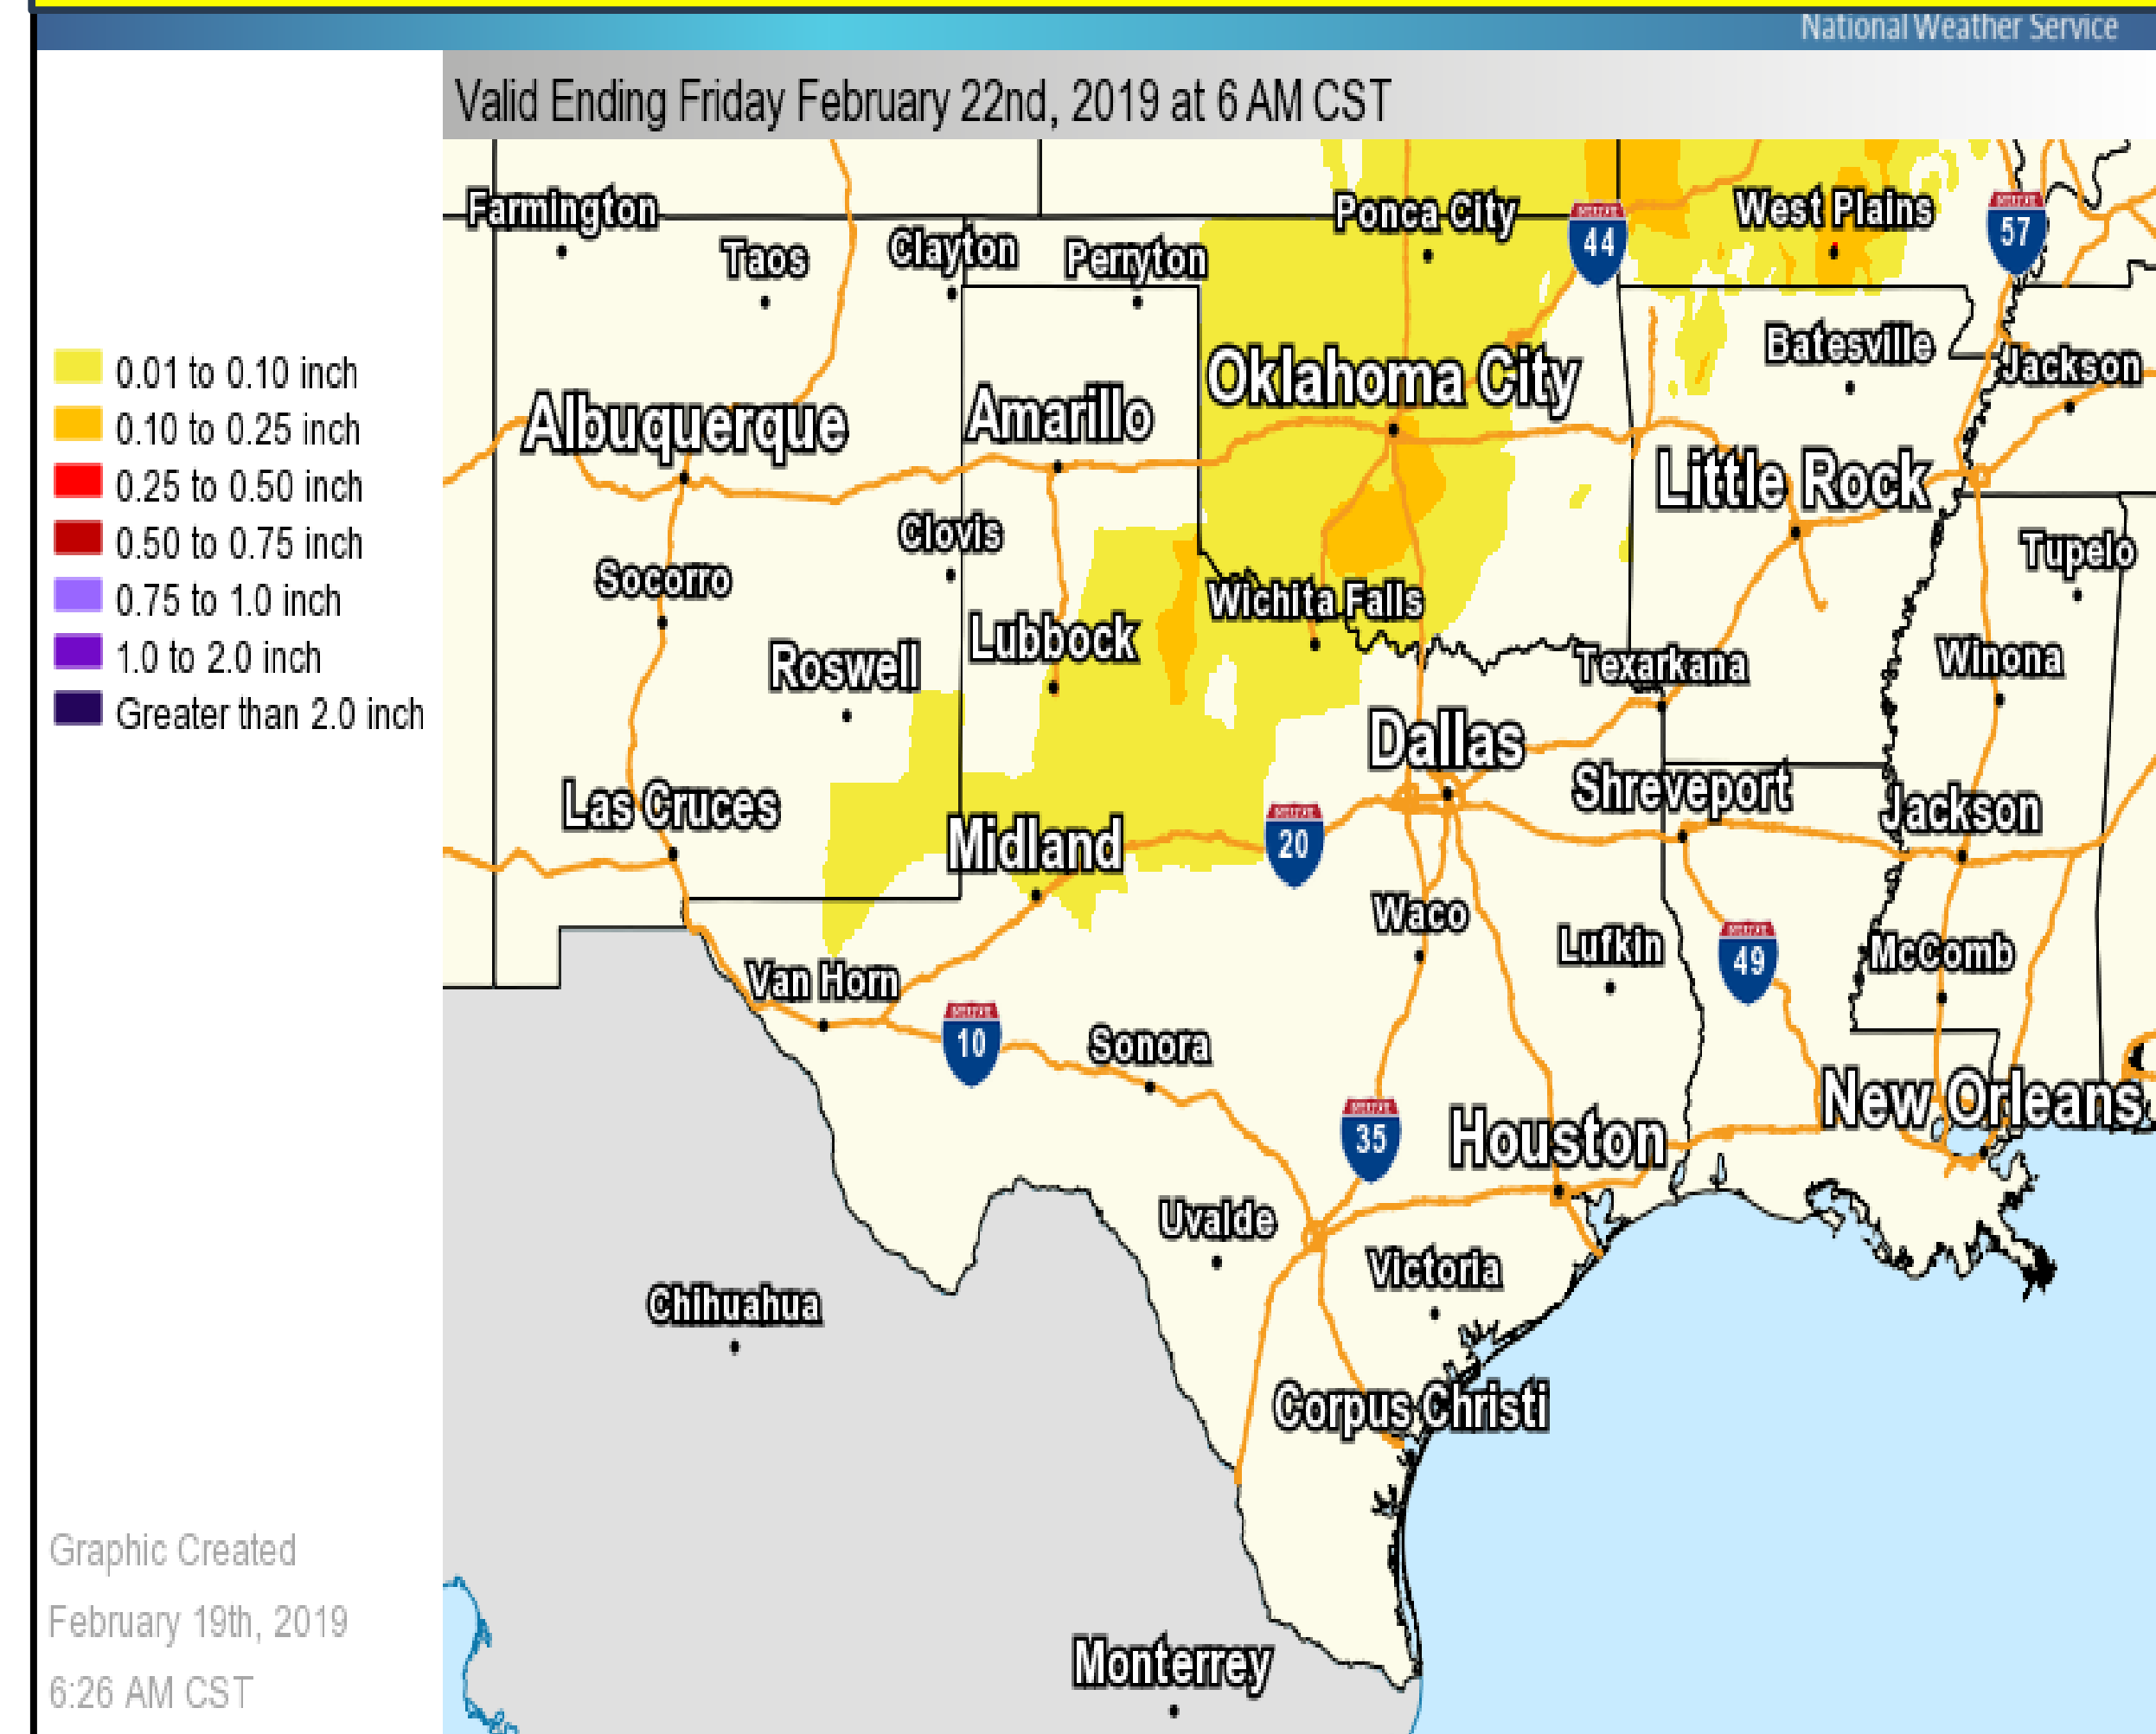 National Weather Service
Valid Ending Friday February 22nd, 2019 at 6 AM CST
Farmington
Taos
Clayton
Perryton
Ponca City
44
West Plains
57
Batesville
Jackson
Oklahoma City
Albuquerque
Amarillo
Little Rock
Clovis
Tupelo
Socorro
Wichita Falls
Lubbock
Roswell
Texarkana
Winona
Dallas
Shreveport
Las Cruces
Midland
20
Jackson
Waco
Lufkin
49
McComb
Van Horn
10
Sonora
New Orleans
35
Houston
Uvalde
Victoria
Chihuahua
Corpus Christi
Monterrey
0.01 to 0.10 inch
0.10 to 0.25 inch
0.25 to 0.50 inch
0.50 to 0.75 inch
0.75 to 1.0 inch
1.0 to 2.0 inch
Greater than 2.0 inch
Graphic Created
February 19th, 2019
6:26 AM CST